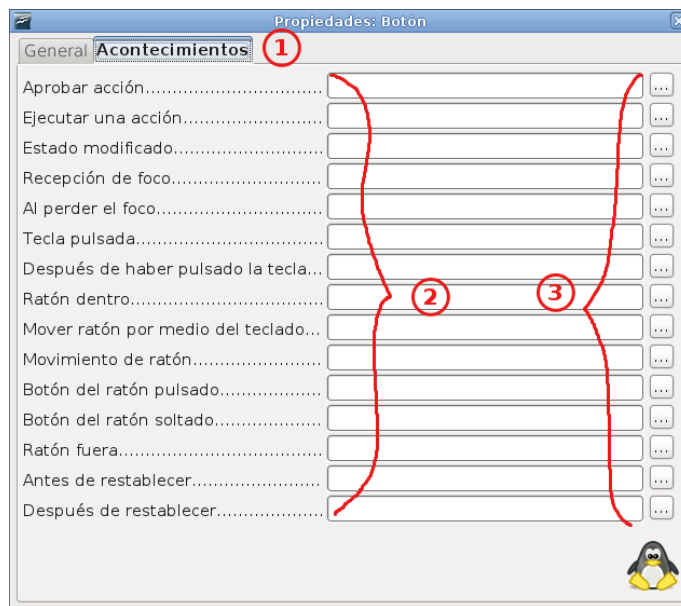 Propiedades: Boton
General Acontecimientos 1
Aprobar acción.............................. ...
Ejecutar una acción........................ ...
Estado modificado......................... ...
Recepción de foco......................... ...
Al perder el foco............................ ...
Tecla pulsada............................... ...
Después de haber pulsado la tecla... ...
Ratón dentro................................ 2 3 ...
Mover ratón por medio del teclado... ...
Movimiento de ratón...................... ...
Botón del ratón pulsado.................. ...
Botón del ratón soltado................... ...
Ratón fuera.................................. ...
Antes de restablecer...................... ...
Después de restablecer................... ...